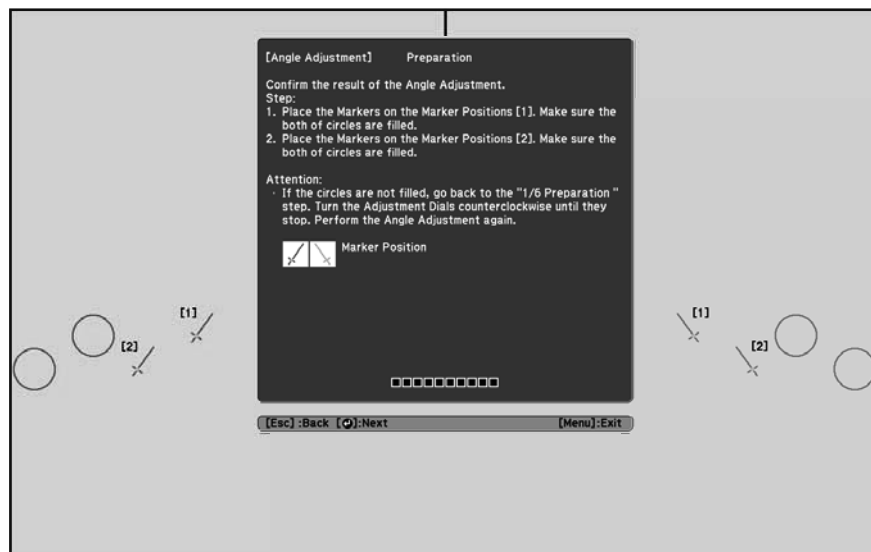 [Angle Adjustment] Preparation
Confirm the result of the Angle Adjustment.
Step:
1. Place the Markers on the Marker Positions [1]. Make sure the
both of circles are filled.
2. Place the Markers on the Marker Positions [2]. Make sure the
both of circles are filled.
Attention:
· If the circles are not filled, go back to the "1/6 Preparation "
step. Turn the Adjustment Dials counterclockwise until they
stop. Perform the Angle Adjustment again.
Marker Position
[1]
[2]
[1]
[2]
[Esc] :Back [⏎]:Next [Menu]:Exit